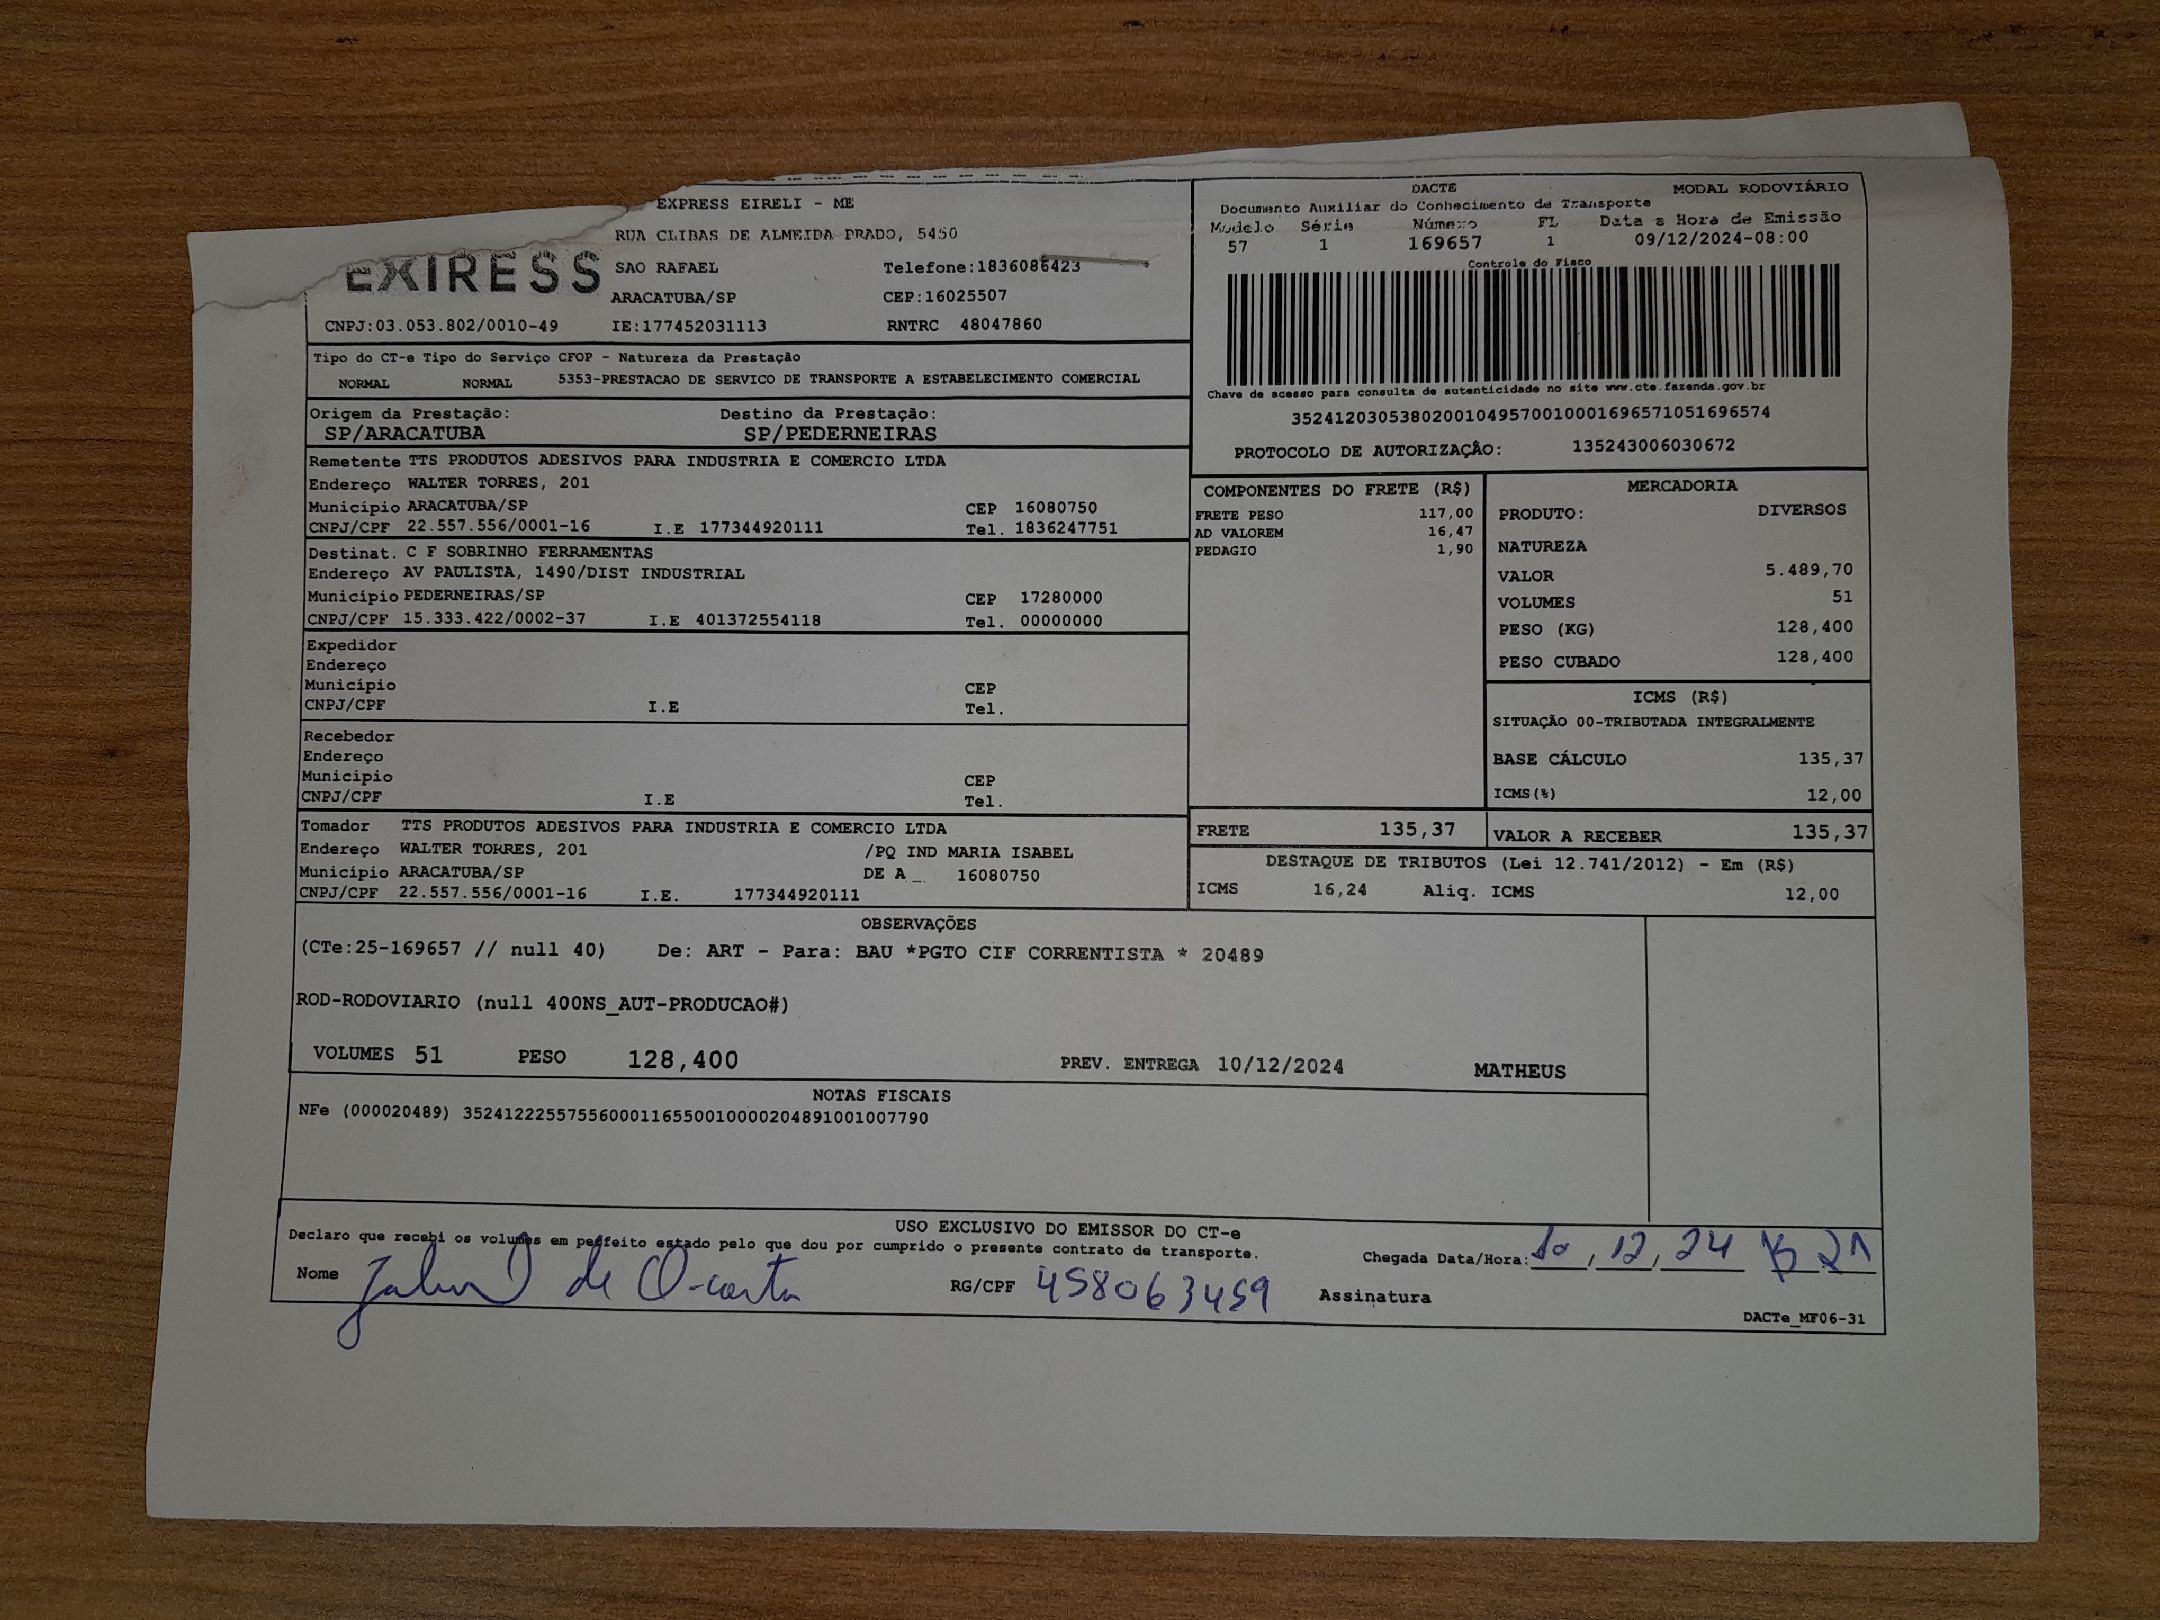 EXPRESS EIRELI - ME
RUA CLIBAS DE ALMEIDA PRADO, 5450
EXIRESS SAO RAFAEL Telefone:1836086423
ARACATUBA/SP CEP:16025507
CNPJ:03.053.802/0010-49 IE:177452031113 RNTRC 48047860
DACTE MODAL RODOVIÁRIO
Documento Auxiliar do Conhecimento de Transporte
Modelo Série Número FL Data e Hora de Emissão
57 1 169657 1 09/12/2024-08:00
Controle do Fisco
Chave de acesso para consulta de autenticidade no site www.cte.fazenda.gov.br
35241203053802001049570010001696571051696574
PROTOCOLO DE AUTORIZAÇÂO: 135243006030672
Tipo do CT-e Tipo do Serviço CFOP - Natureza da Prestação
NORMAL NORMAL 5353-PRESTACAO DE SERVICO DE TRANSPORTE A ESTABELECIMENTO COMERCIAL
Origem da Prestação: Destino da Prestação:
SP/ARACATUBA SP/PEDERNEIRAS
Remetente TTS PRODUTOS ADESIVOS PARA INDUSTRIA E COMERCIO LTDA
Endereço WALTER TORRES, 201
Município ARACATUBA/SP CEP 16080750
CNPJ/CPF 22.557.556/0001-16 I.E 177344920111 Tel. 1836247751
Destinat. C F SOBRINHO FERRAMENTAS
Endereço AV PAULISTA, 1490/DIST INDUSTRIAL
Município PEDERNEIRAS/SP CEP 17280000
CNPJ/CPF 15.333.422/0002-37 I.E 401372554118 Tel. 00000000
Expedidor
Endereço
Município CEP
CNPJ/CPF I.E Tel.
Recebedor
Endereço
Município CEP
CNPJ/CPF I.E Tel.
Tomador TTS PRODUTOS ADESIVOS PARA INDUSTRIA E COMERCIO LTDA
Endereço WALTER TORRES, 201 /PQ IND MARIA ISABEL
Município ARACATUBA/SP DE A_ 16080750
CNPJ/CPF 22.557.556/0001-16 I.E. 177344920111
COMPONENTES DO FRETE (R$)
FRETE PESO 117,00
AD VALOREM 16,47
PEDAGIO 1,90
MERCADORIA
PRODUTO: DIVERSOS
NATUREZA
VALOR 5.489,70
VOLUMES 51
PESO (KG) 128,400
PESO CUBADO 128,400
ICMS (R$)
SITUAÇÃO 00-TRIBUTADA INTEGRALMENTE
BASE CÁLCULO 135,37
ICMS(%) 12,00
FRETE 135,37 VALOR A RECEBER 135,37
DESTAQUE DE TRIBUTOS (Lei 12.741/2012) - Em (R$)
ICMS 16,24 Aliq. ICMS 12,00
OBSERVAÇÕES
(CTe:25-169657 // null 40) De: ART - Para: BAU *PGTO CIF CORRENTISTA * 20489
ROD-RODOVIARIO (null 400NS_AUT-PRODUCAO#)
VOLUMES 51 PESO 128,400 PREV. ENTREGA 10/12/2024 MATHEUS
NOTAS FISCAIS
NFe (000020489) 35241222557556000116550010000204891001007790
USO EXCLUSIVO DO EMISSOR DO CT-e
Declaro que recebi os volumes em perfeito estado pelo que dou por cumprido o presente contrato de transporte.
Chegada Data/Hora: 10, 12, 24
Nome de RG/CPF 458063459 Assinatura
DACTe_MF06-31